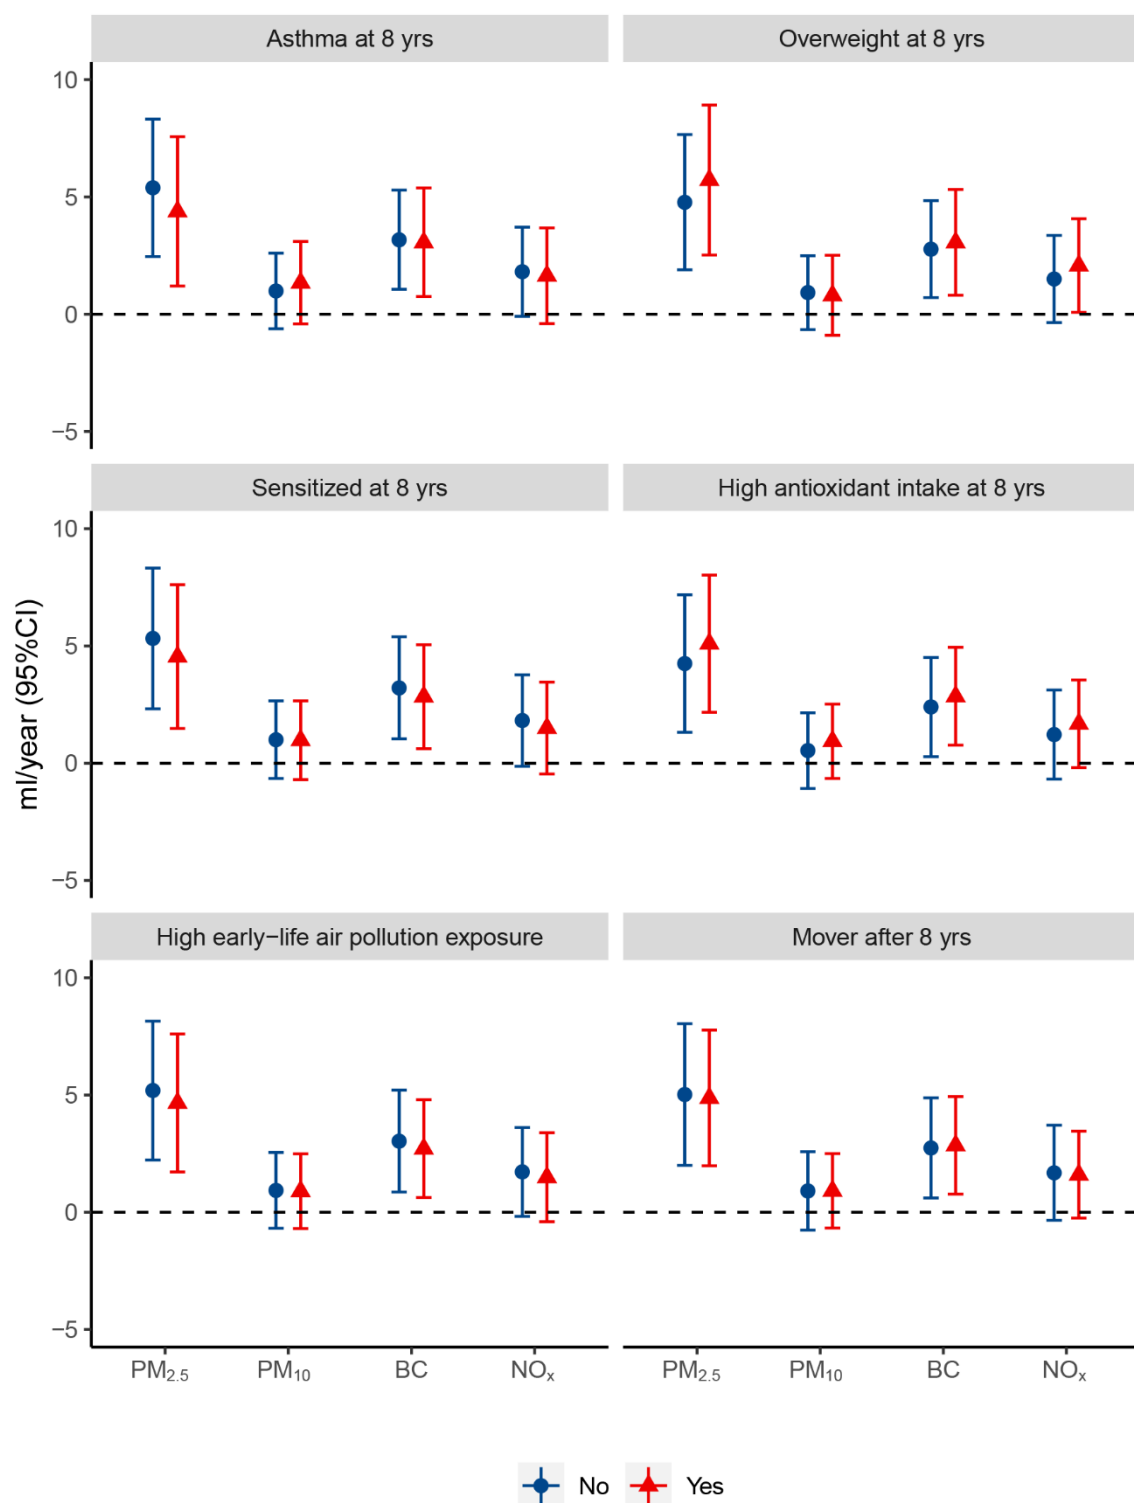 Asthma at 8 yrs
Overweight at 8 yrs
10
5
0
−5
Sensitized at 8 yrs
High antioxidant intake at 8 yrs
10
5
0
−5
ml/year (95%CI)
High early−life air pollution exposure
Mover after 8 yrs
10
5
0
−5
PM₂.₅ PM₁₀ BC NOₓ PM₂.₅ PM₁₀ BC NOₓ
No Yes